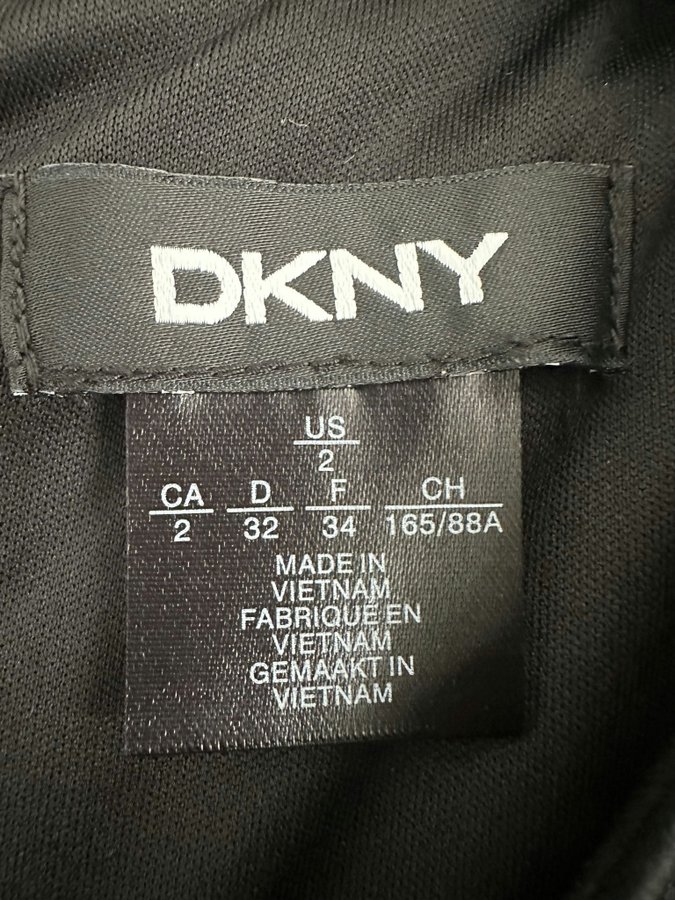 DKNY
US
2
CA D F CH
2 32 34 165/88A
MADE IN
VIETNAM
FABRIQUE EN
VIETNAM
GEMAAKT IN
VIETNAM